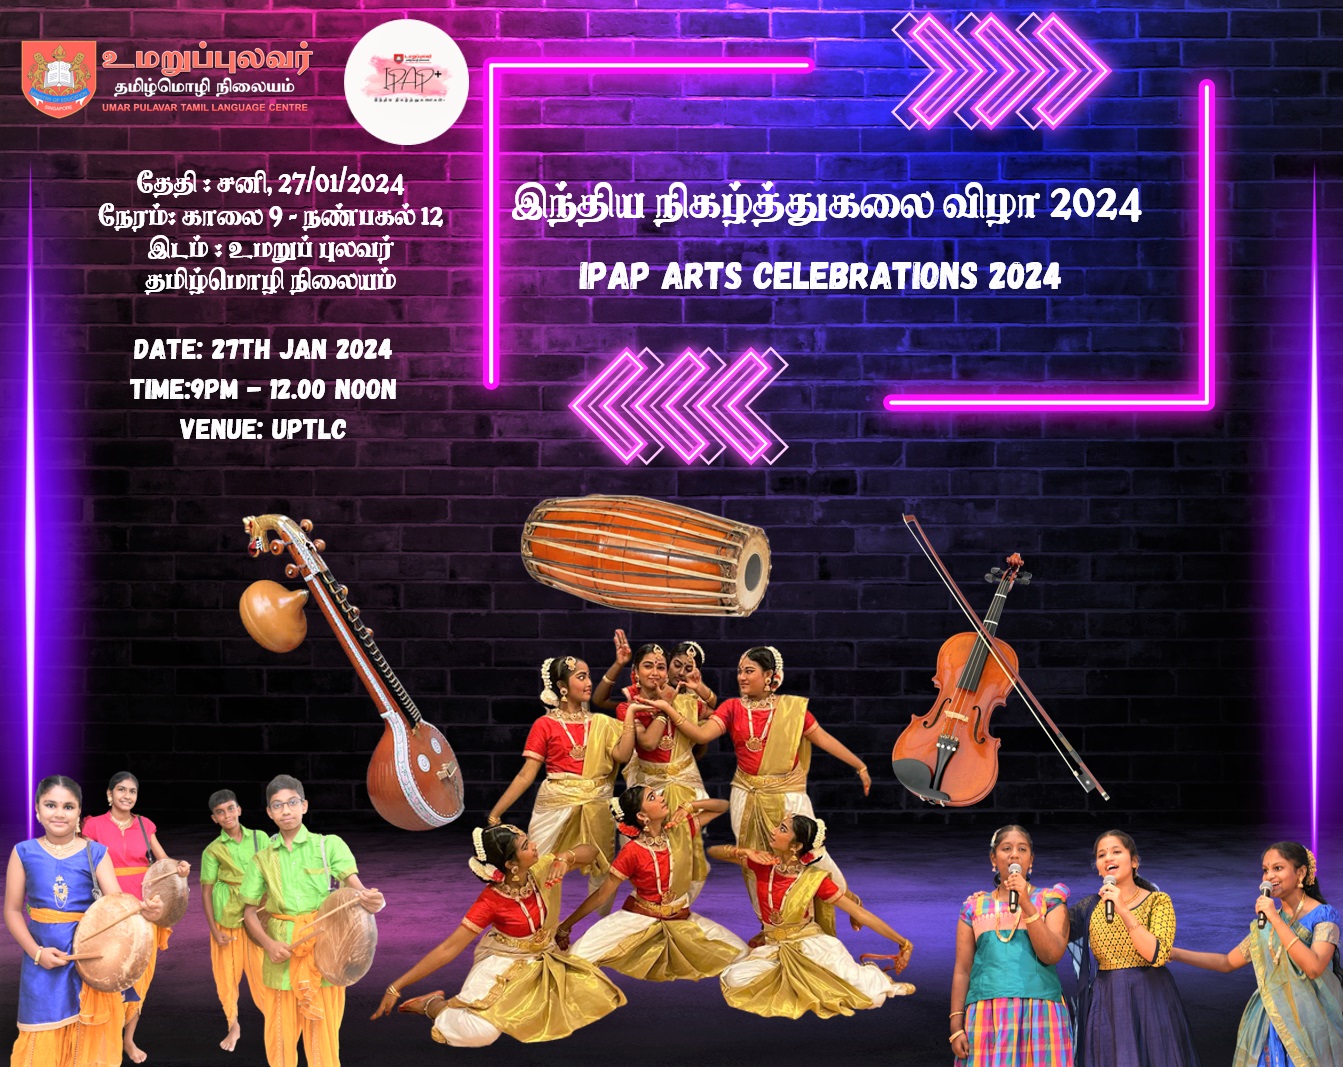 உமறுப்புலவர்
தமிழ்மொழி நிலையம்
UMAR PULAVAR TAMIL LANGUAGE CENTRE
SINGAPORE
IPAP+
தேதி : சனி, 27/01/2024
நேரம்: காலை 9 - நண்பகல் 12
இடம் : உமறுப் புலவர்
தமிழ்மொழி நிலையம்
DATE: 27TH JAN 2024
TIME:9PM – 12.00 NOON
VENUE: UPTLC
இந்திய நிகழ்த்துகலை விழா 2024
IPAP ARTS CELEBRATIONS 2024